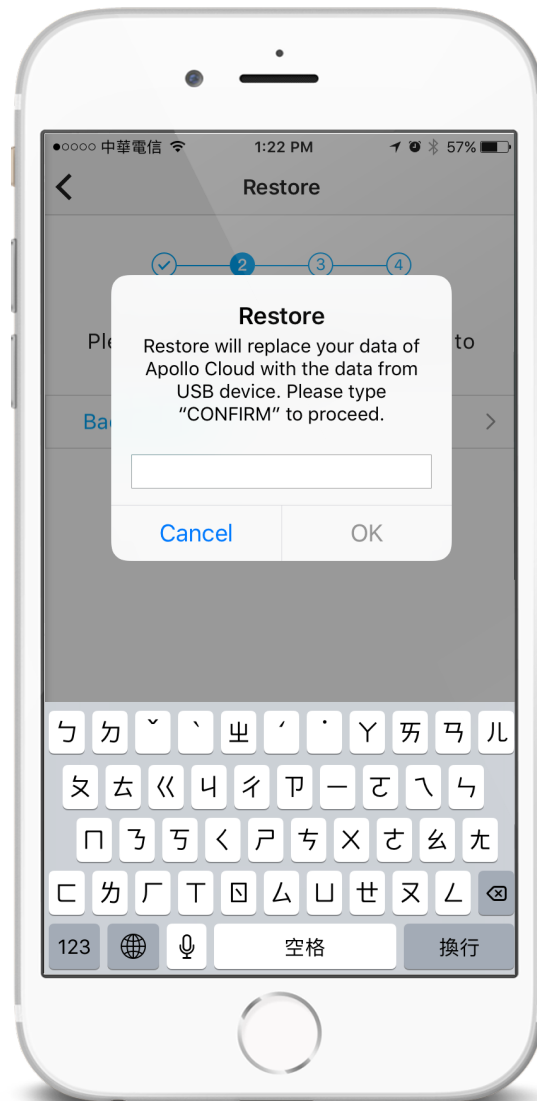 中華電信 1:22 PM 57%
Restore
2 3 4
Restore
Restore will replace your data of
Apollo Cloud with the data from
USB device. Please type
“CONFIRM” to proceed.
to
Cancel OK
ㄅ ㄉ ˇ ˋ ㄓ ˊ ˙ ㄚ ㄞ ㄢ ㄦ
ㄆ ㄊ ㄍ ㄐ ㄔ ㄗ ㄧ ㄛ ㄟ ㄣ
ㄇ ㄋ ㄎ ㄑ ㄕ ㄘ ㄨ ㄜ ㄠ ㄤ
ㄈ ㄌ ㄏ ㄒ ㄖ ㄙ ㄩ ㄝ ㄡ ㄥ
123 空格 換行